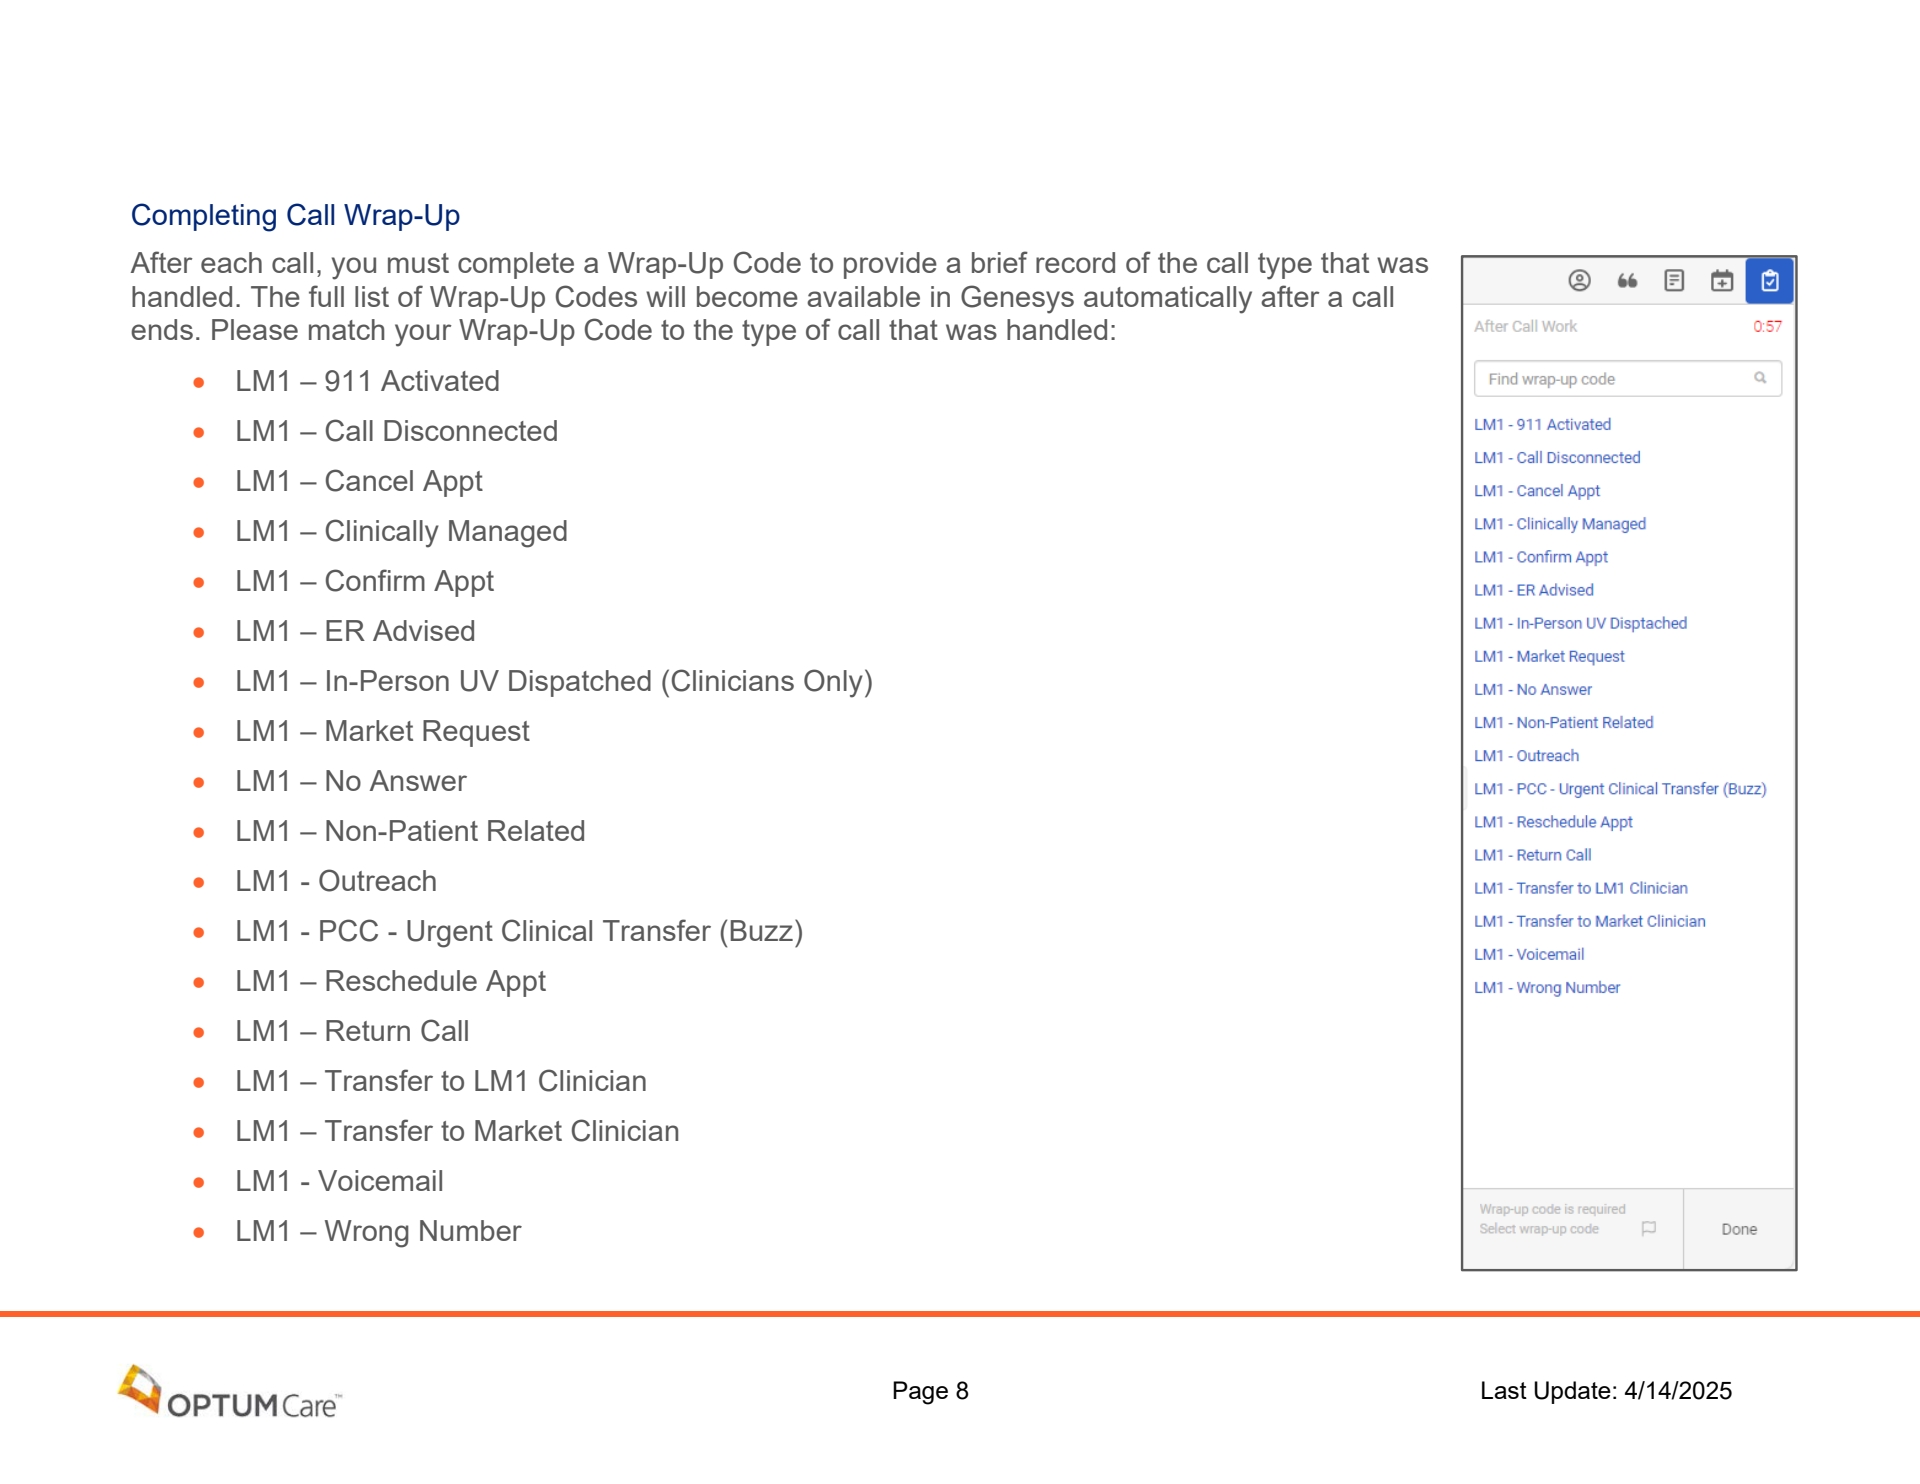 Completing Call Wrap-Up
After each call, you must complete a Wrap-Up Code to provide a brief record of the call type that was
handled. The full list of Wrap-Up Codes will become available in Genesys automatically after a call
ends. Please match your Wrap-Up Code to the type of call that was handled:
• LM1 – 911 Activated
• LM1 – Call Disconnected
• LM1 – Cancel Appt
• LM1 – Clinically Managed
• LM1 – Confirm Appt
• LM1 – ER Advised
• LM1 – In-Person UV Dispatched (Clinicians Only)
• LM1 – Market Request
• LM1 – No Answer
• LM1 – Non-Patient Related
• LM1 - Outreach
• LM1 - PCC - Urgent Clinical Transfer (Buzz)
• LM1 – Reschedule Appt
• LM1 – Return Call
• LM1 – Transfer to LM1 Clinician
• LM1 – Transfer to Market Clinician
• LM1 - Voicemail
• LM1 – Wrong Number
After Call Work 0:57
Find wrap-up code
LM1 - 911 Activated
LM1 - Call Disconnected
LM1 - Cancel Appt
LM1 - Clinically Managed
LM1 - Confirm Appt
LM1 - ER Advised
LM1 - In-Person UV Disptached
LM1 - Market Request
LM1 - No Answer
LM1 - Non-Patient Related
LM1 - Outreach
LM1 - PCC - Urgent Clinical Transfer (Buzz)
LM1 - Reschedule Appt
LM1 - Return Call
LM1 - Transfer to LM1 Clinician
LM1 - Transfer to Market Clinician
LM1 - Voicemail
LM1 - Wrong Number
Wrap-up code is required
Select wrap-up code
Done
OPTUM Care™
Page 8
Last Update: 4/14/2025